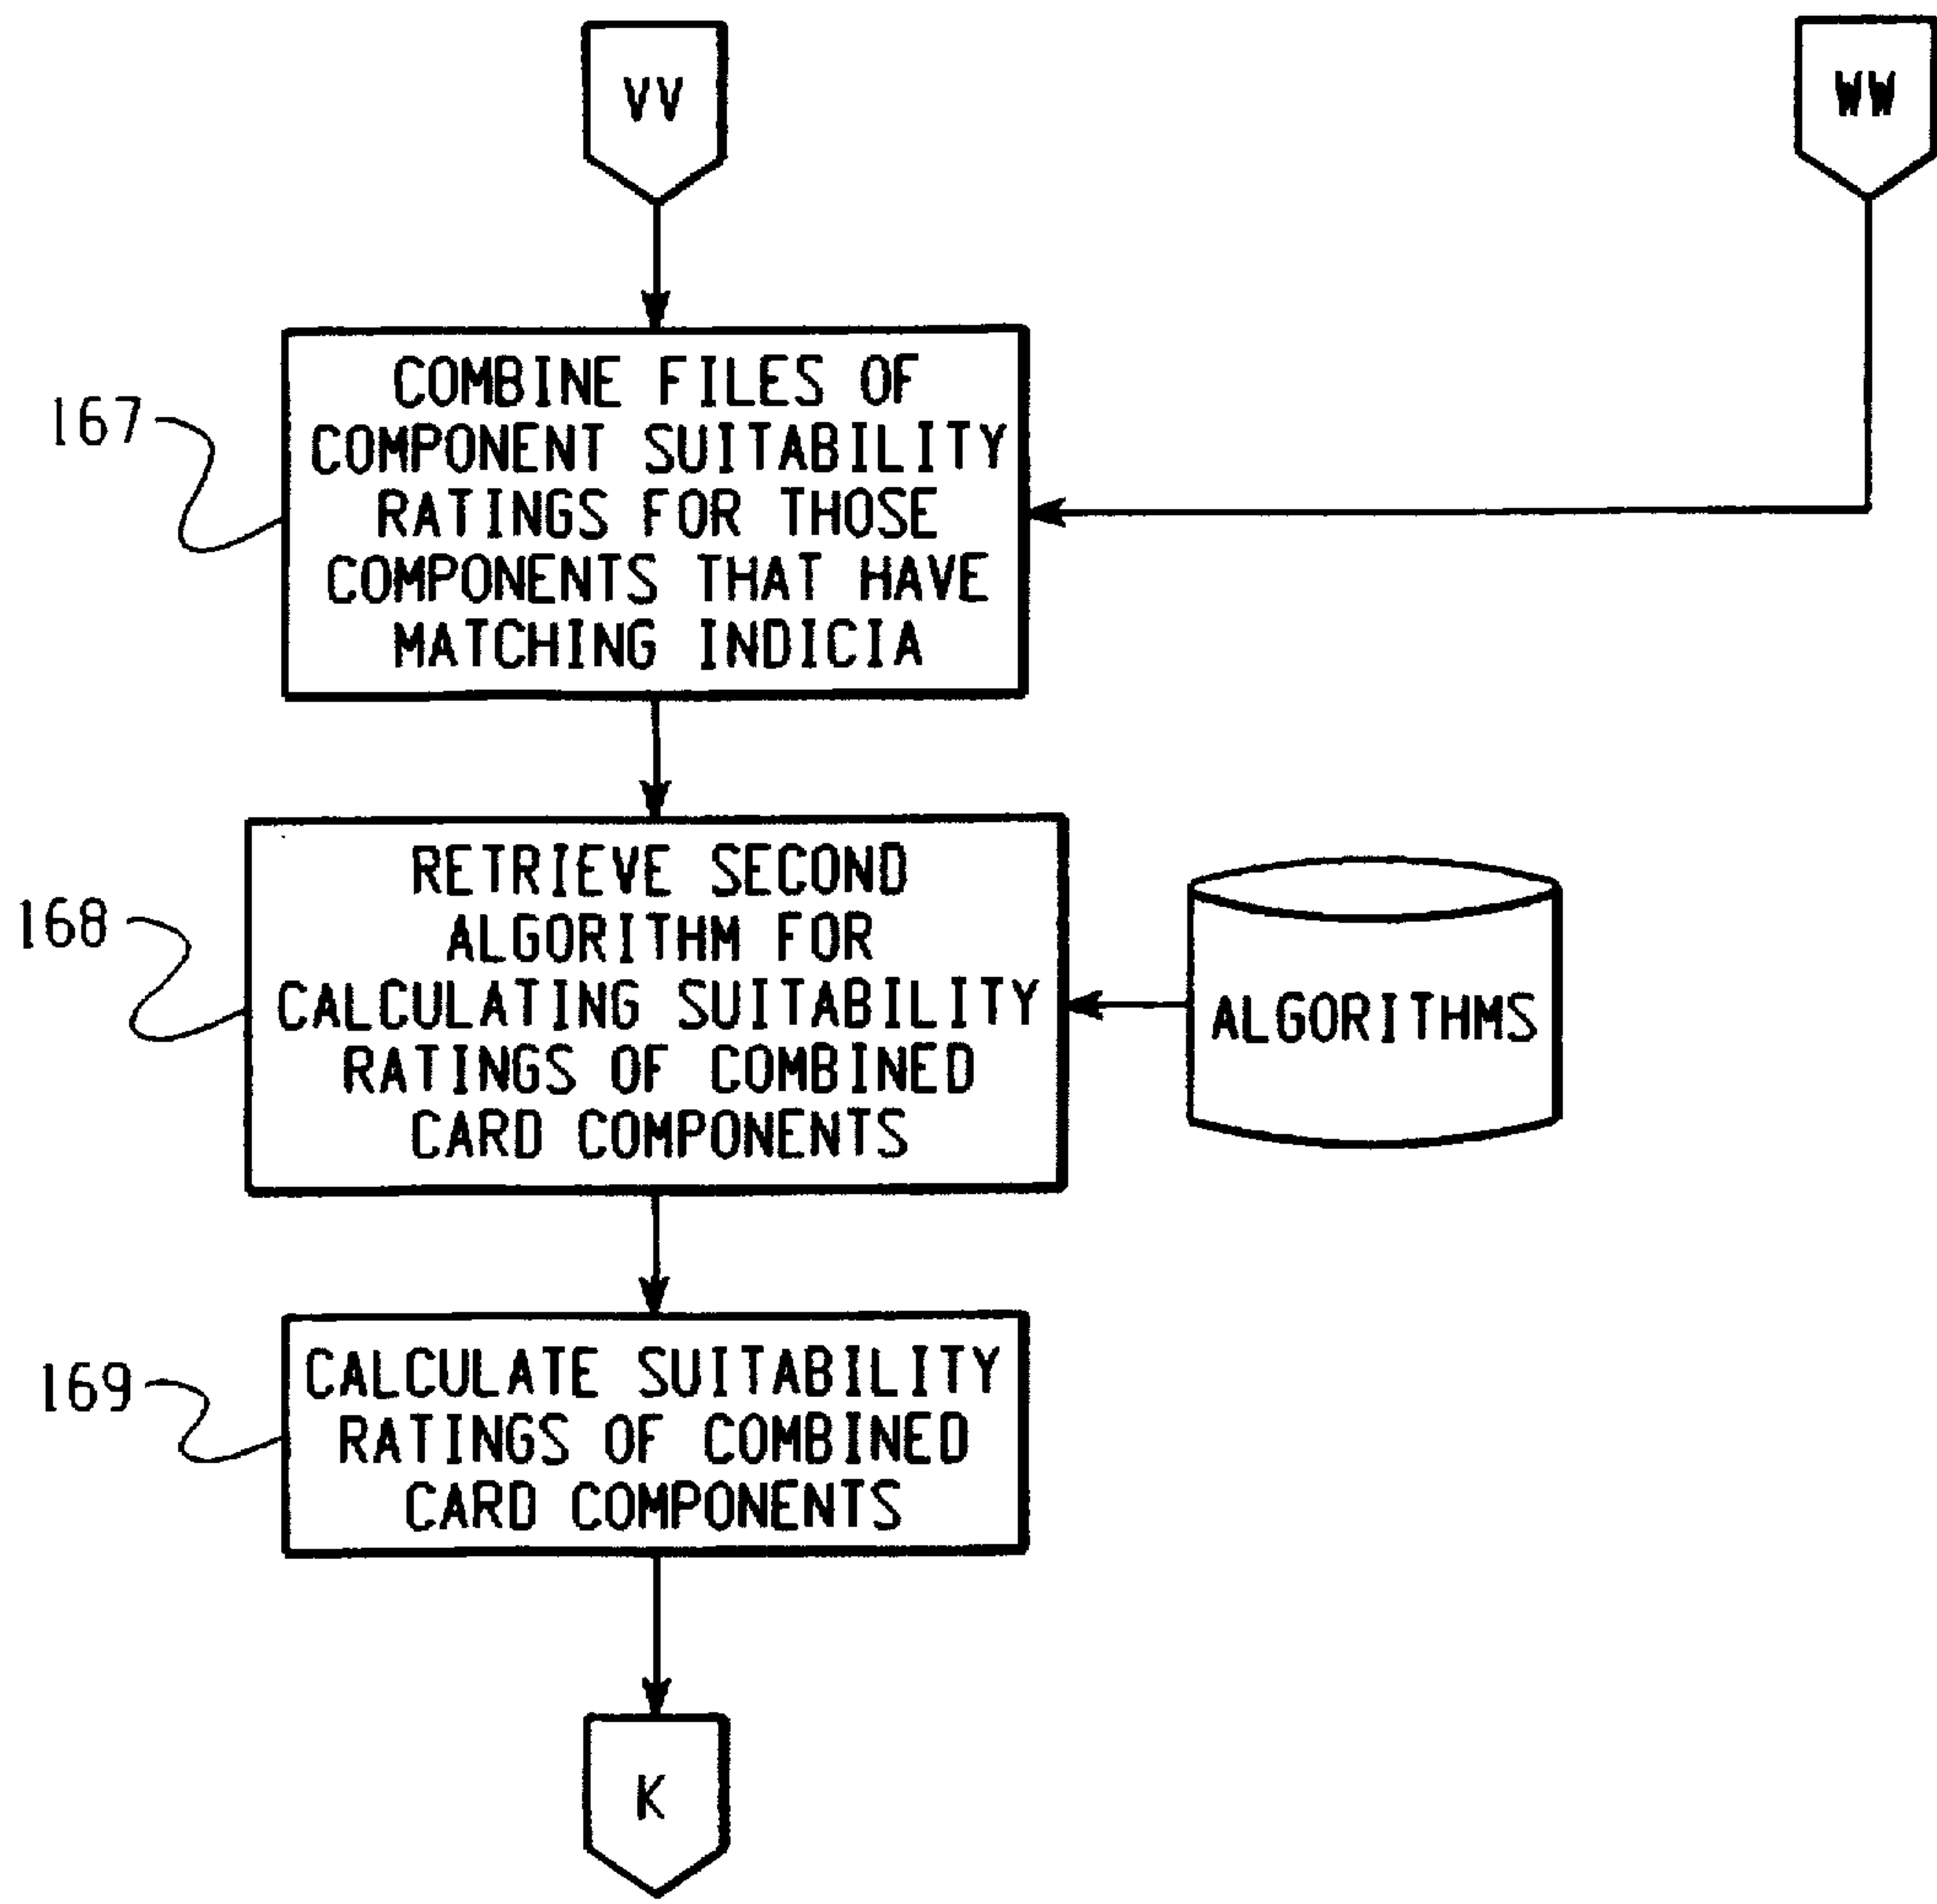 VV
WW
167
COMBINE FILES OF
COMPONENT SUITABILITY
RATINGS FOR THOSE
COMPONENTS THAT HAVE
MATCHING INDICIA
168
RETRIEVE SECOND
ALGORITHM FOR
CALCULATING SUITABILITY
RATINGS OF COMBINED
CARD COMPONENTS
ALGORITHMS
169
CALCULATE SUITABILITY
RATINGS OF COMBINED
CARD COMPONENTS
K